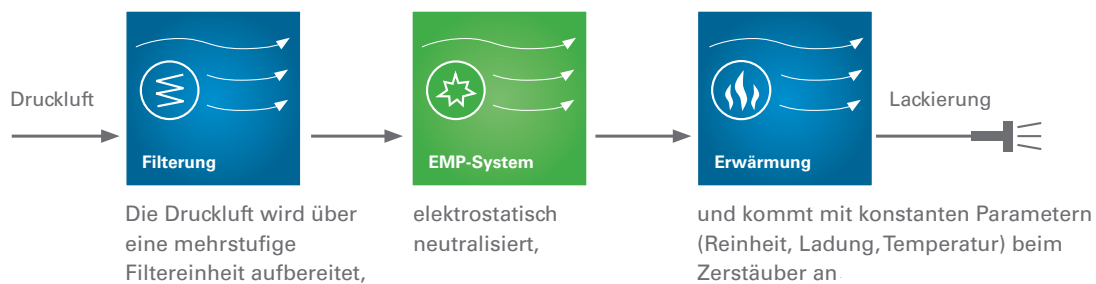 Druckluft
Filterung
EMP-System
Erwärmung
Lackierung
Die Druckluft wird über
eine mehrstufige
Filtereinheit aufbereitet,
elektrostatisch
neutralisiert,
und kommt mit konstanten Parametern
(Reinheit, Ladung, Temperatur) beim
Zerstäuber an.